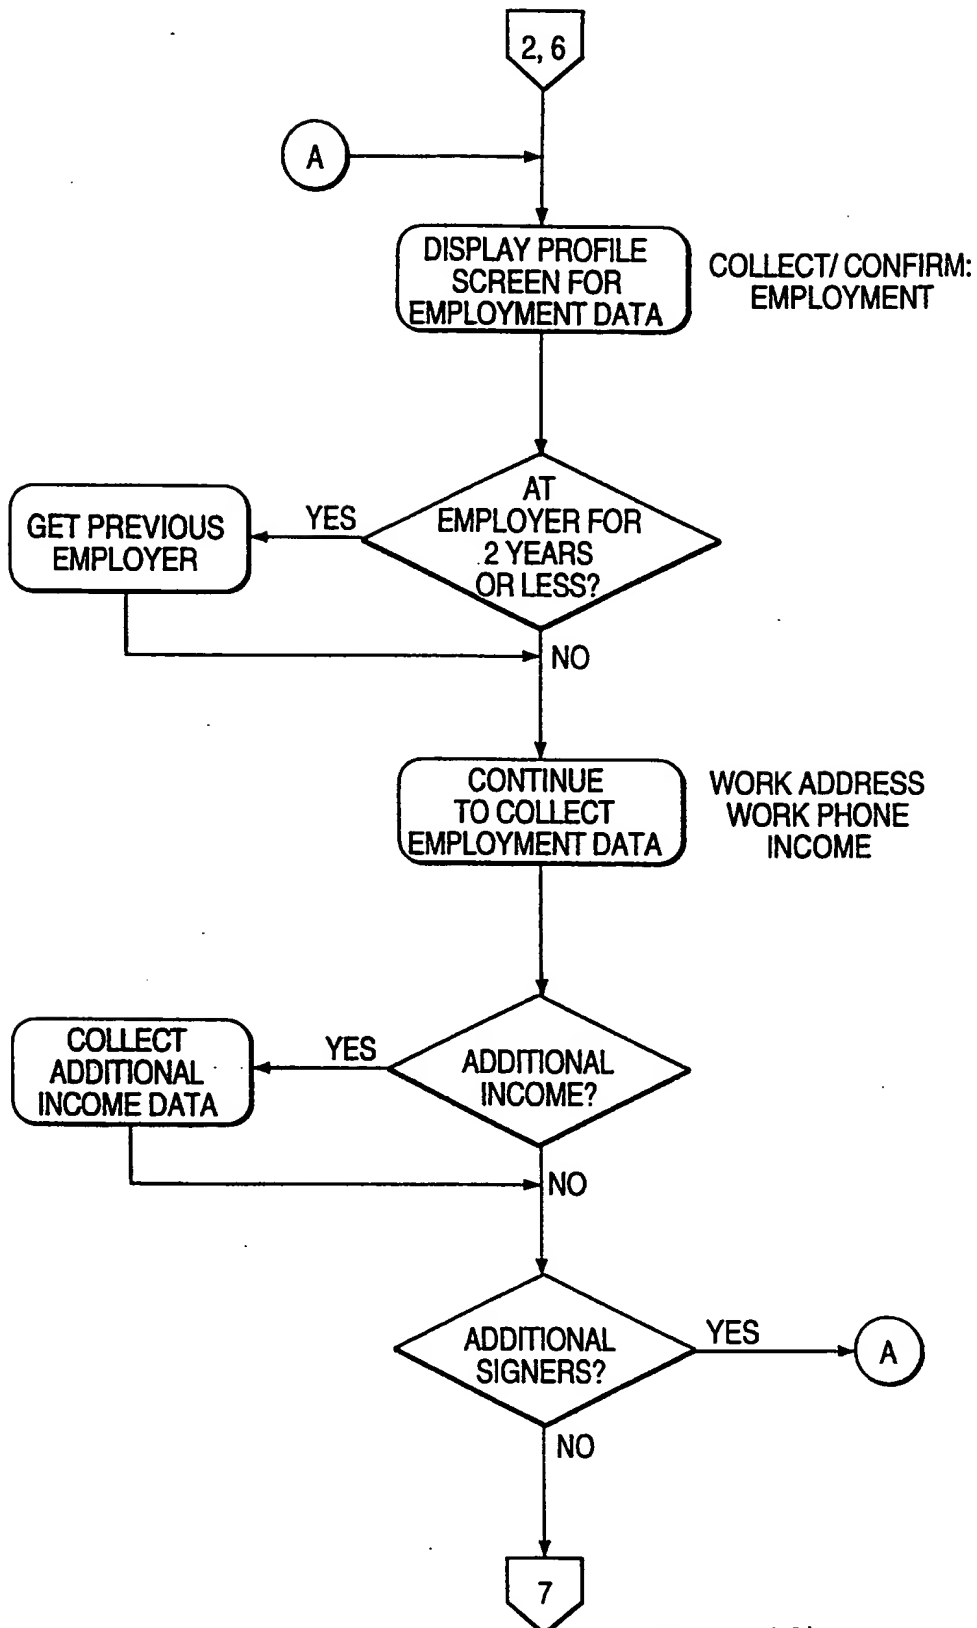 2, 6
A
DISPLAY PROFILE
SCREEN FOR
EMPLOYMENT DATA
COLLECT/ CONFIRM:
EMPLOYMENT
AT
EMPLOYER FOR
2 YEARS
OR LESS?
YES
GET PREVIOUS
EMPLOYER
NO
CONTINUE
TO COLLECT
EMPLOYMENT DATA
WORK ADDRESS
WORK PHONE
INCOME
ADDITIONAL
INCOME?
YES
COLLECT
ADDITIONAL
INCOME DATA
NO
ADDITIONAL
SIGNERS?
YES
A
NO
7